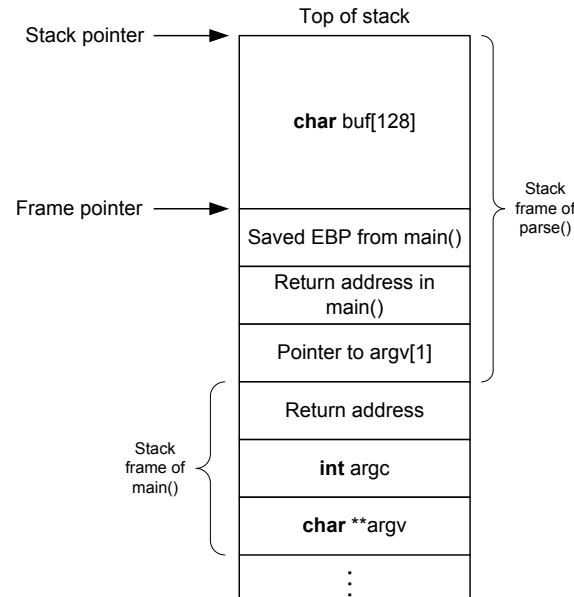 Top of stack
Stack pointer
char buf[128]
Frame pointer
Stack
frame of
parse()
Saved EBP from main()
Return address in
main()
Pointer to argv[1]
Return address
Stack
frame of
main()
int argc
char **argv
⋮